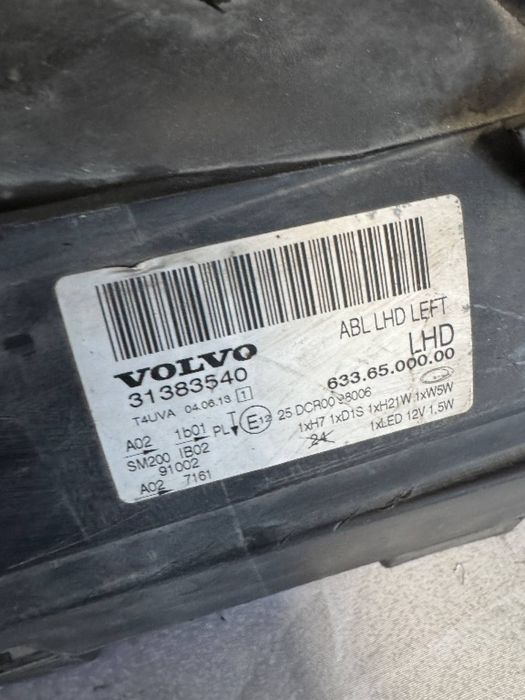 ABL LHD LEFT
LHD
VOLVO
31383540
633.65.000.00
T4UVA 04.06.13 1
A02 1b01 PL T E12 25 DCR00 98006
SM200 IB02 1xH7 1xD1S 1xH21W 1xW5W
91002 24 1xLED 12V 1,5W
A02 7161